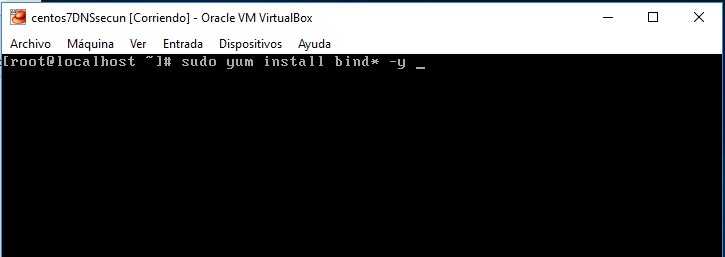 centos7DNSsecun [Corriendo] - Oracle VM VirtualBox
Archivo Máquina Ver Entrada Dispositivos Ayuda
[root@localhost ~]# sudo yum install bind* -y _